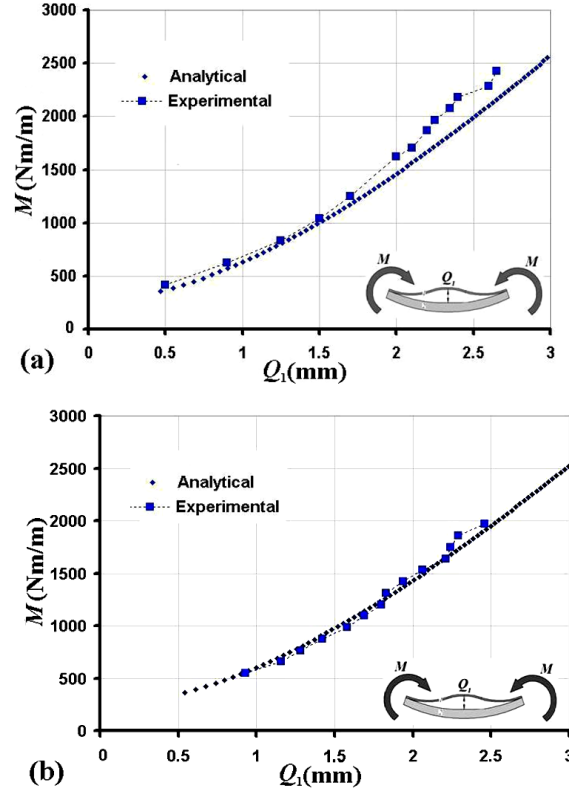 3000
2500
2000
1500
1000
500
0
M(Nm/m)
Analytical
Experimental
M
Q₁
M
0
0.5
1
1.5
2
2.5
3
Q₁(mm)
(a)
3000
2500
2000
1500
1000
500
0
M(Nm/m)
Analytical
Experimental
M
Q₁
M
0
0.5
1
1.5
2
2.5
3
Q₁(mm)
(b)